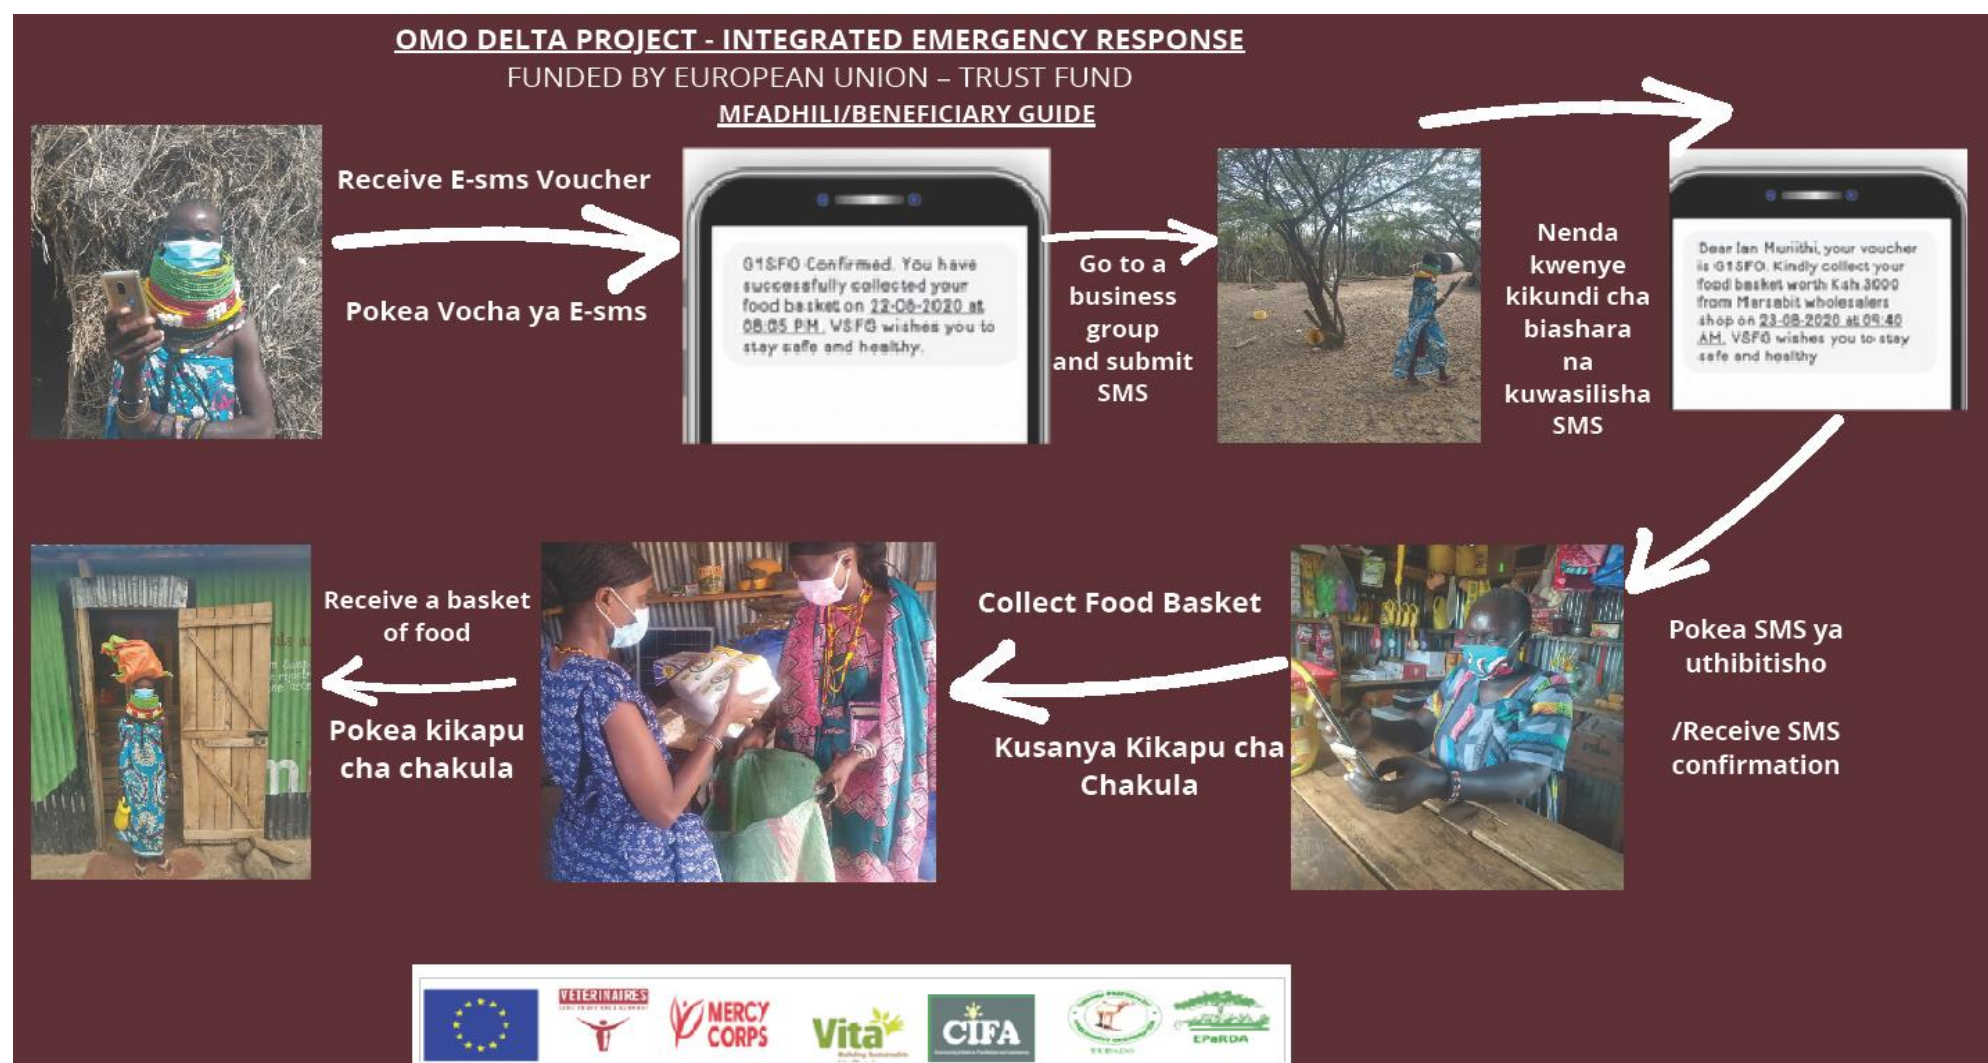 OMO DELTA PROJECT - INTEGRATED EMERGENCY RESPONSE
FUNDED BY EUROPEAN UNION – TRUST FUND
MFADHILI/BENEFICIARY GUIDE
Receive E-sms Voucher
Pokea Vocha ya E-sms
G1SFO Confirmed. You have
successfully collected your
food basket on 22-08-2020 at
08:05 PM. VSFG wishes you to
stay safe and healthy.
Go to a
business
group
and submit
SMS
Nenda
kwenye
kikundi cha
biashara
na
kuwasilisha
SMS
Dear Ian Muriithi, your voucher
is G1SFO. Kindly collect your
food basket worth Ksh.3000
from Marsabit wholesalers
shop on 23-08-2020 at 09:40
AM. VSFG wishes you to stay
safe and healthy
Pokea SMS ya
uthibitisho
/Receive SMS
confirmation
Collect Food Basket
Kusanya Kikapu cha
Chakula
Receive a basket
of food
Pokea kikapu
cha chakula
VETERINAIRES
MERCY
CORPS
Vita
Building Sustainable
CIFA
EPaRDA